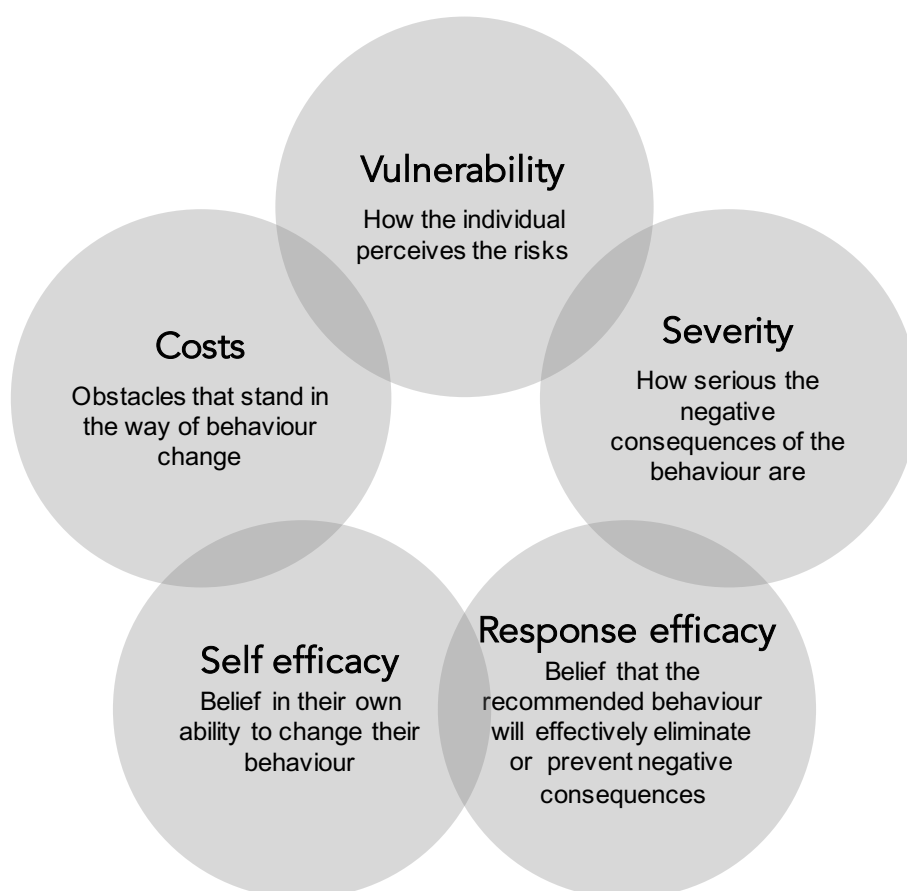 Vulnerability
How the individual
perceives the risks
Costs
Obstacles that stand in
the way of behaviour
change
Severity
How serious the
negative
consequences of the
behaviour are
Self efficacy
Belief in their own
ability to change their
behaviour
Response efficacy
Belief that the
recommended behaviour
will effectively eliminate
or prevent negative
consequences